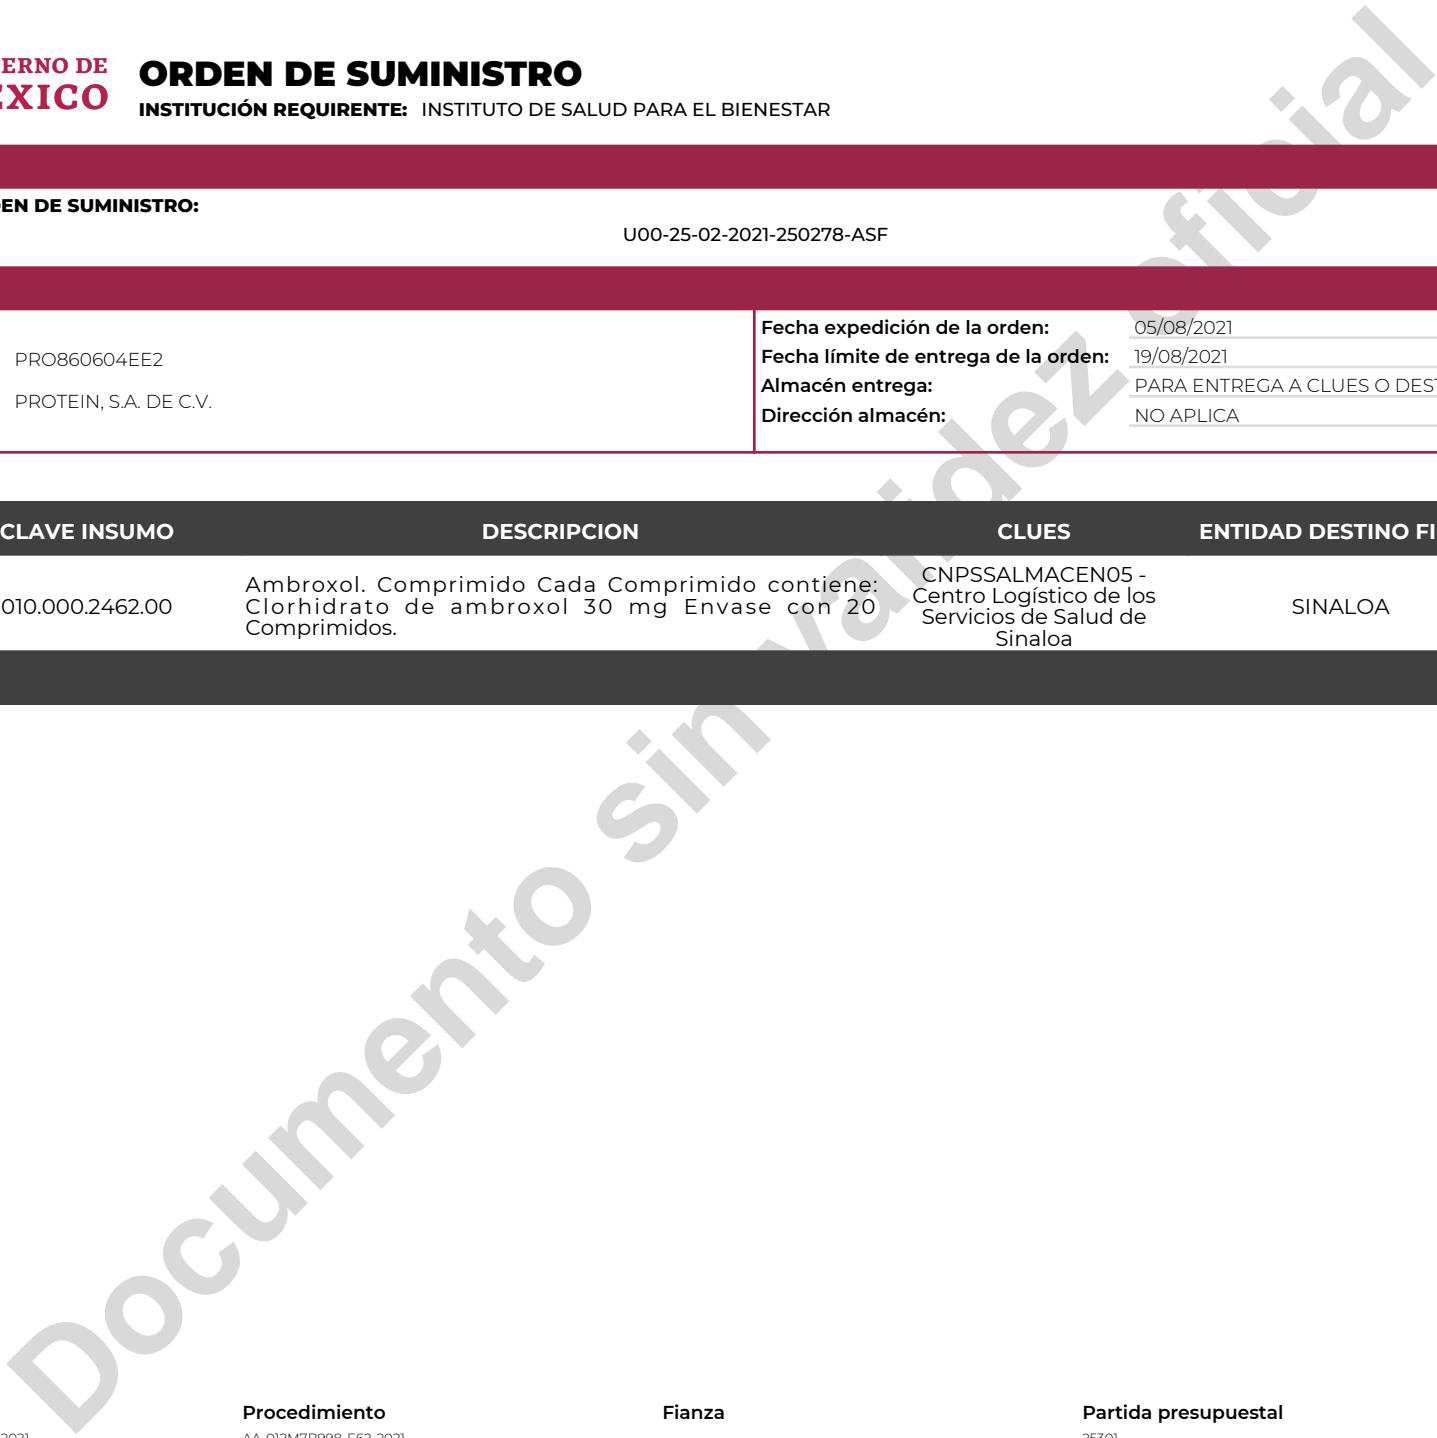 ERNO DE
ÉXICO
ORDEN DE SUMINISTRO
INSTITUCIÓN REQUIRENTE: INSTITUTO DE SALUD PARA EL BIENESTAR
EN DE SUMINISTRO:
U00-25-02-2021-250278-ASF
PRO860604EE2
PROTEIN, S.A. DE C.V.
Fecha expedición de la orden: 05/08/2021
Fecha límite de entrega de la orden: 19/08/2021
Almacén entrega: PARA ENTREGA A CLUES O DEST
Dirección almacén: NO APLICA
CLAVE INSUMO DESCRIPCION CLUES ENTIDAD DESTINO FI
010.000.2462.00
Ambroxol. Comprimido Cada Comprimido contiene:
Clorhidrato de ambroxol 30 mg Envase con 20
Comprimidos.
CNPSSALMACEN05 -
Centro Logístico de los
Servicios de Salud de
Sinaloa
SINALOA
Documento sin validez oficial
Procedimiento Fianza Partida presupuestal